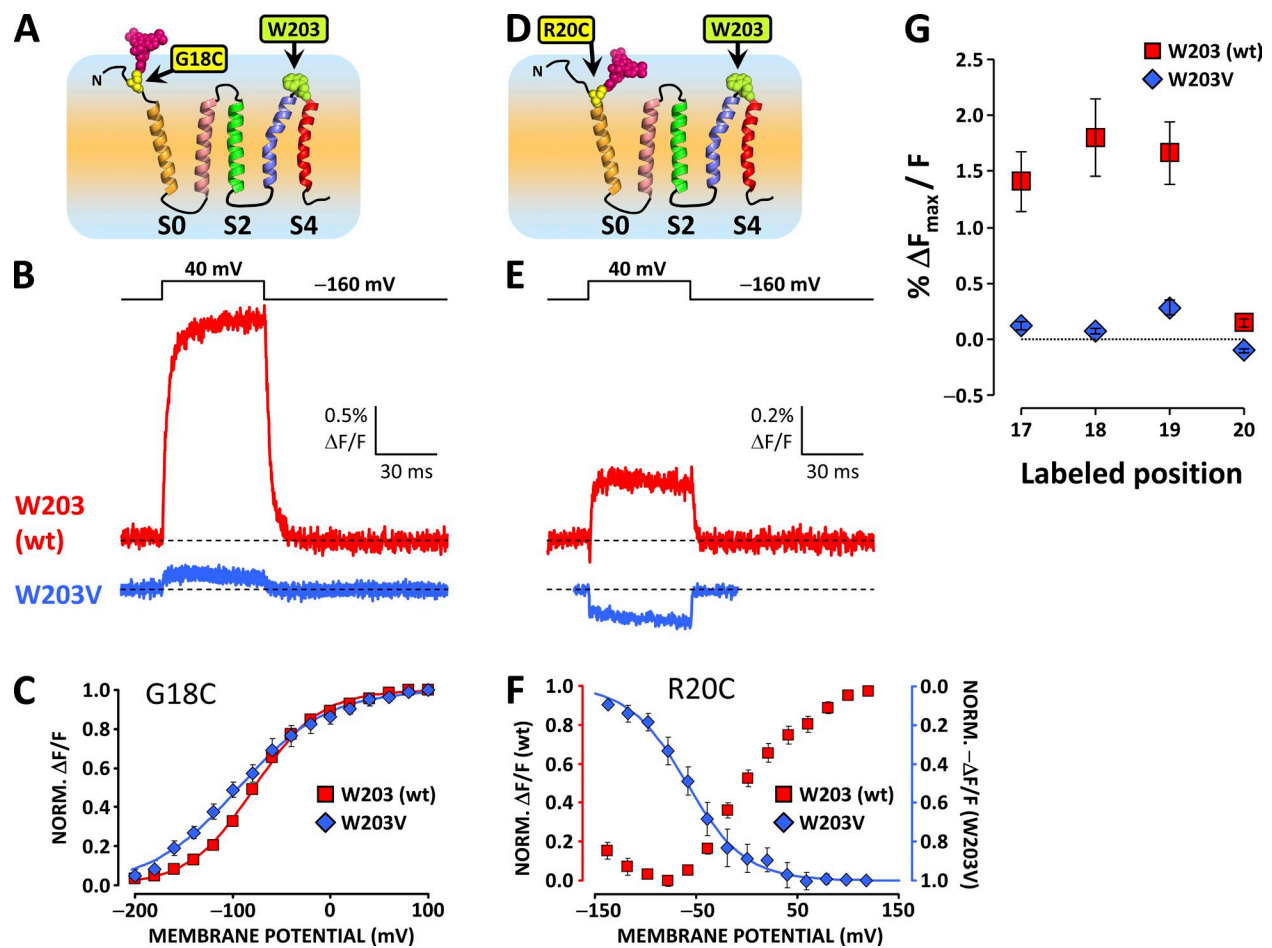 A
G18C
W203
N
S0
S2
S4
D
R20C
W203
N
S0
S2
S4
G
W203 (wt)
W203V
2.5
2.0
1.5
1.0
0.5
0.0
−0.5
% ΔFmax / F
17
18
19
20
Labeled position
B
40 mV
−160 mV
0.5%
ΔF/F
30 ms
W203
(wt)
W203V
E
40 mV
−160 mV
0.2%
ΔF/F
30 ms
C
G18C
1.0
0.8
0.6
0.4
0.2
0.0
NORM. ΔF/F
W203 (wt)
W203V
−200
−100
0
100
MEMBRANE POTENTIAL (mV)
F
R20C
1.0
0.8
0.6
0.4
0.2
0.0
NORM. ΔF/F (wt)
W203 (wt)
W203V
0.0
0.2
0.4
0.6
0.8
1.0
NORM. −ΔF/F (W203V)
−150
−50
50
150
MEMBRANE POTENTIAL (mV)